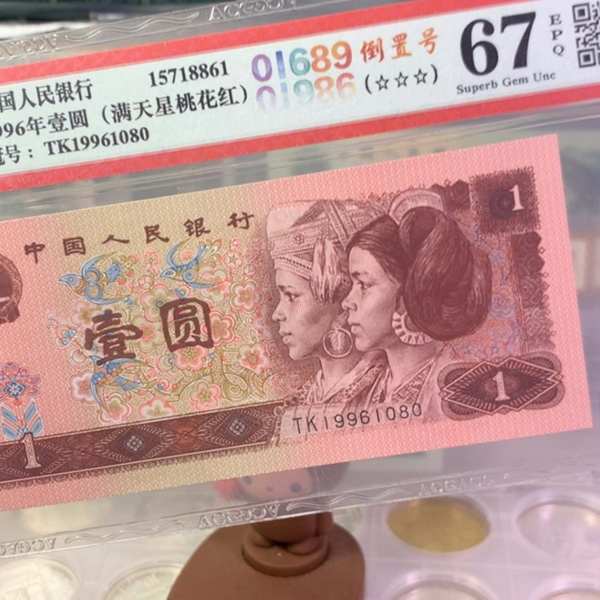 国人民银行
15718861
01689 倒置号
67
EPQ
Superb Gem Unc
996年壹圆 (满天星桃花红)
01986 (☆☆☆)
号: TK19961080
中国人民银行
1
壹圆
1
TK19961080
1